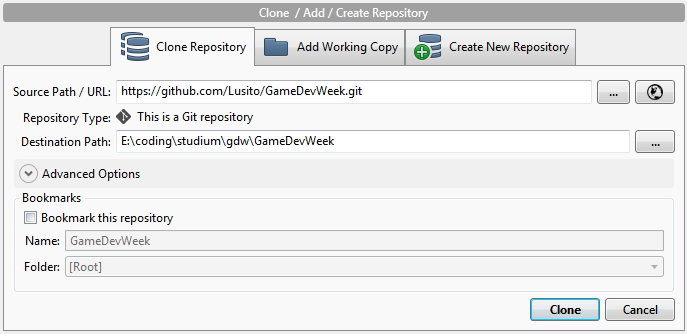 Clone / Add / Create Repository
Clone Repository Add Working Copy Create New Repository
Source Path / URL: https://github.com/Lusito/GameDevWeek.git ...
Repository Type: This is a Git repository
Destination Path: E:\coding\studium\gdw\GameDevWeek ...
Advanced Options
Bookmarks
Bookmark this repository
Name: GameDevWeek
Folder: [Root]
Clone Cancel